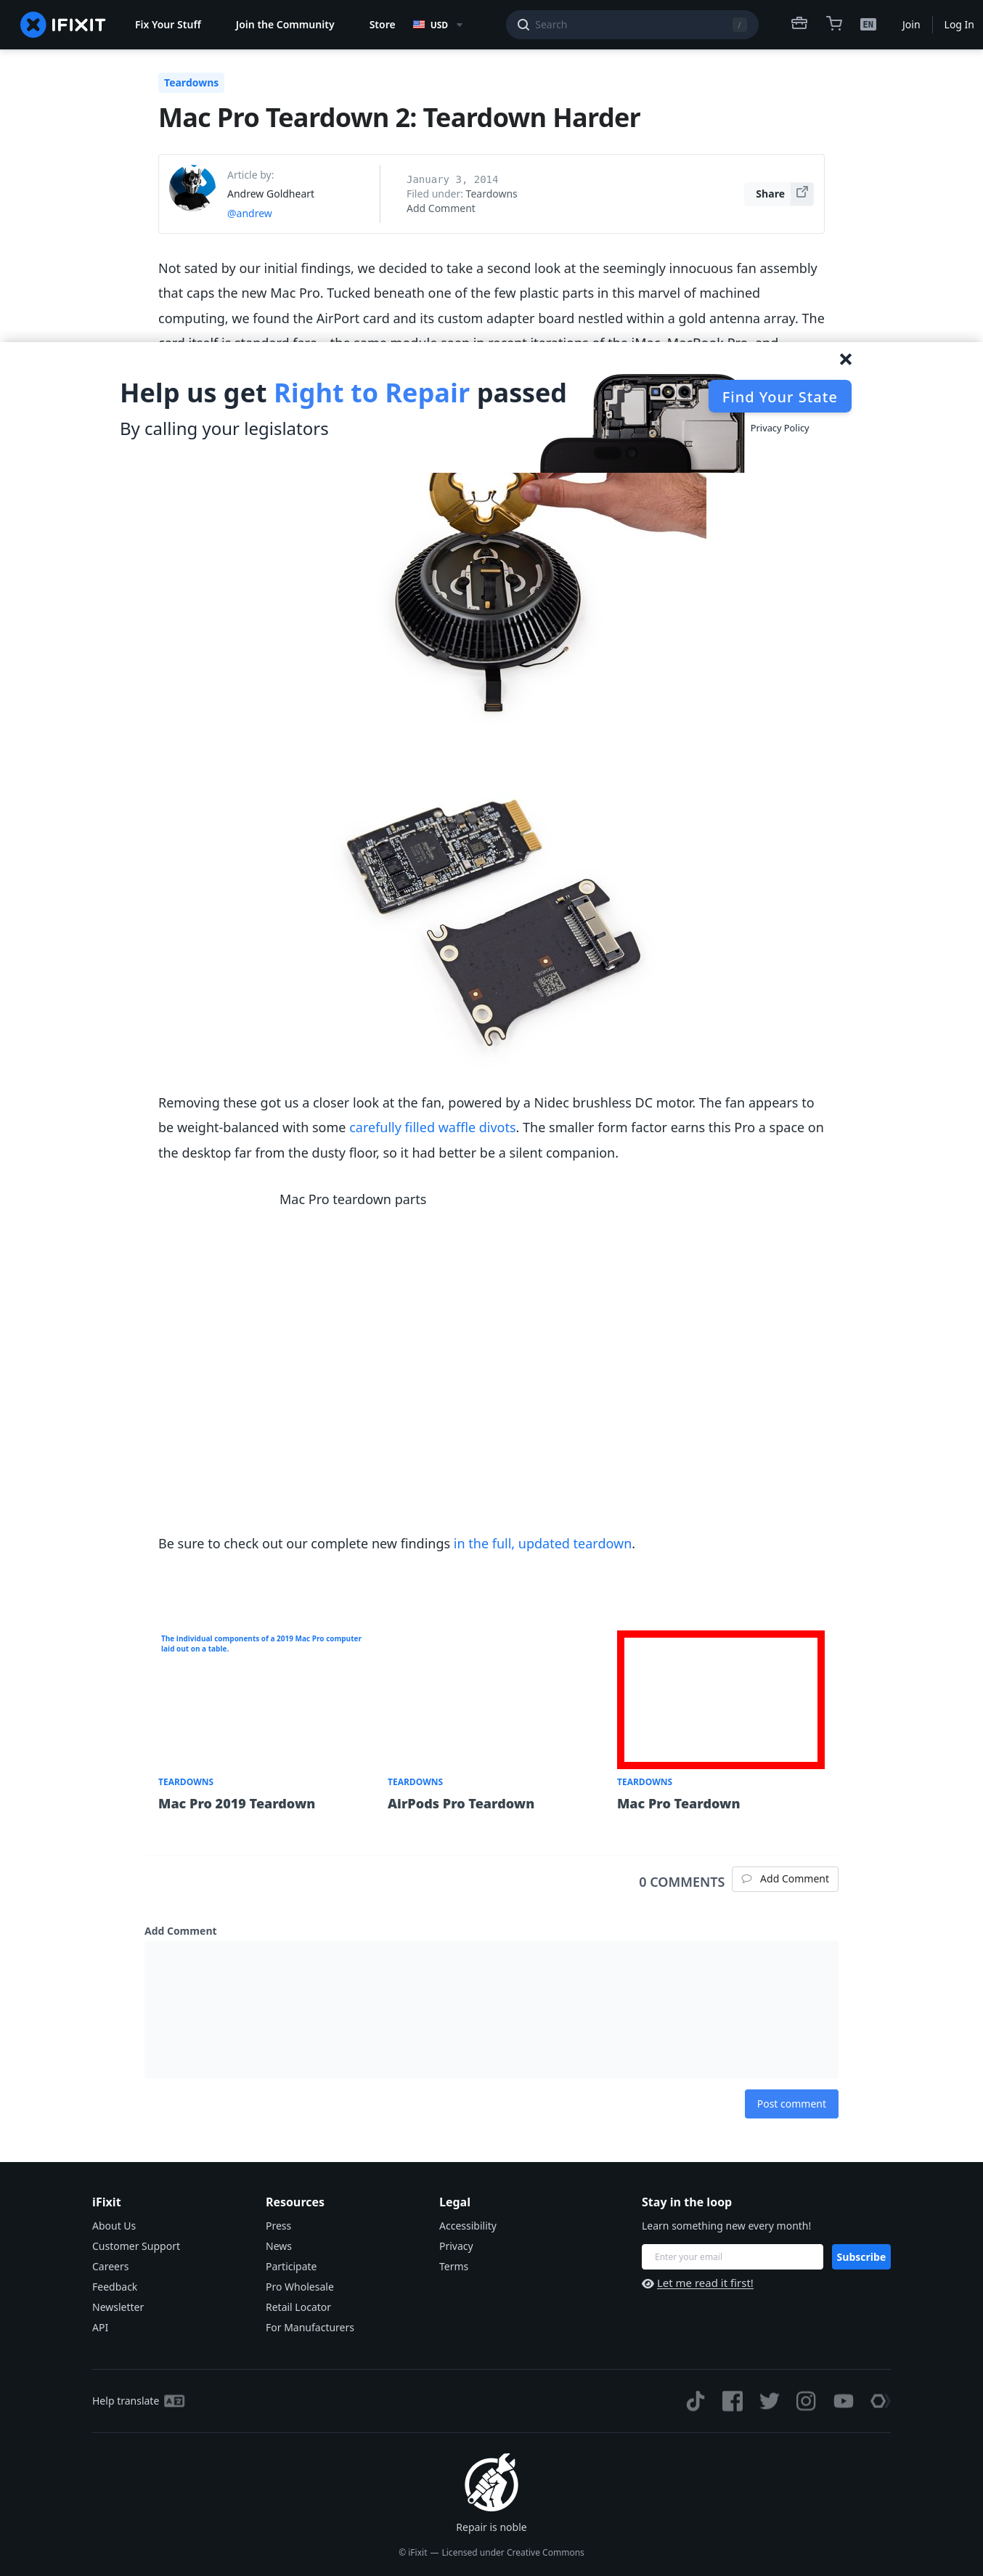 IFIXIT
Fix Your Stuff
Join the Community
Store
USD
Search
/
EN
Join
Log In
Teardowns
Mac Pro Teardown 2: Teardown Harder
Article by:
Andrew Goldheart
@andrew
January 3, 2014
Filed under: Teardowns
Add Comment
Share
Not sated by our initial findings, we decided to take a second look at the seemingly innocuous fan assembly
that caps the new Mac Pro. Tucked beneath one of the few plastic parts in this marvel of machined
computing, we found the AirPort card and its custom adapter board nestled within a gold antenna array. The
Help us get Right to Repair passed
By calling your legislators
Find Your State
Privacy Policy
Removing these got us a closer look at the fan, powered by a Nidec brushless DC motor. The fan appears to
be weight-balanced with some carefully filled waffle divots. The smaller form factor earns this Pro a space on
the desktop far from the dusty floor, so it had better be a silent companion.
Mac Pro teardown parts
Be sure to check out our complete new findings in the full, updated teardown.
The individual components of a 2019 Mac Pro computer
laid out on a table.
TEARDOWNS
Mac Pro 2019 Teardown
TEARDOWNS
AirPods Pro Teardown
TEARDOWNS
Mac Pro Teardown
0 COMMENTS
Add Comment
Add Comment
Post comment
iFixit
About Us
Customer Support
Careers
Feedback
Newsletter
API
Resources
Press
News
Participate
Pro Wholesale
Retail Locator
For Manufacturers
Legal
Accessibility
Privacy
Terms
Stay in the loop
Learn something new every month!
Enter your email
Subscribe
Let me read it first!
Help translate
Repair is noble
© iFixit — Licensed under Creative Commons